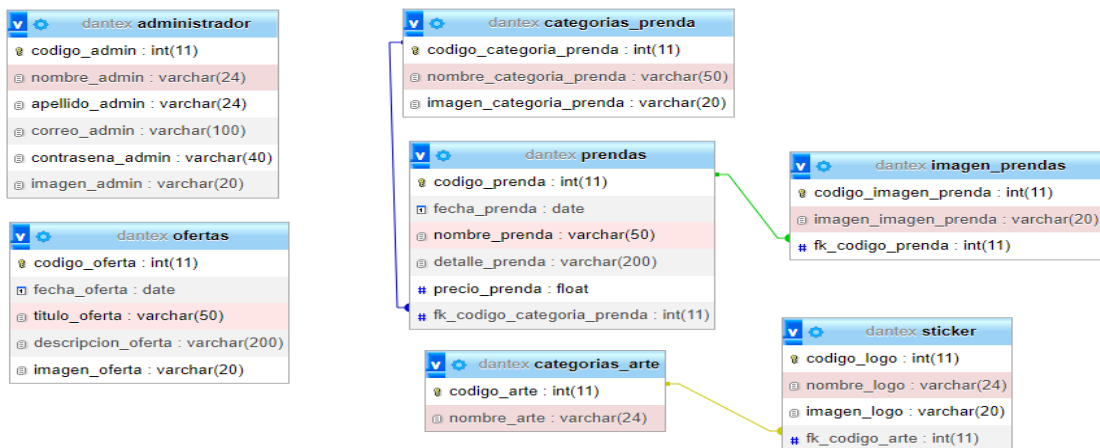 dantex administrador
codigo_admin : int(11)
nombre_admin : varchar(24)
apellido_admin : varchar(24)
correo_admin : varchar(100)
contrasena_admin : varchar(40)
imagen_admin : varchar(20)
dantex ofertas
codigo_oferta : int(11)
fecha_oferta : date
titulo_oferta : varchar(50)
descripcion_oferta : varchar(200)
imagen_oferta : varchar(20)
dantex categorias_prenda
codigo_categoria_prenda : int(11)
nombre_categoria_prenda : varchar(50)
imagen_categoria_prenda : varchar(20)
dantex prendas
codigo_prenda : int(11)
fecha_prenda : date
nombre_prenda : varchar(50)
detalle_prenda : varchar(200)
# precio_prenda : float
# fk_codigo_categoria_prenda : int(11)
dantex categorias_arte
codigo_arte : int(11)
nombre_arte : varchar(24)
dantex imagen_prendas
codigo_imagen_prenda : int(11)
imagen_imagen_prenda : varchar(20)
# fk_codigo_prenda : int(11)
dantex sticker
codigo_logo : int(11)
nombre_logo : varchar(24)
imagen_logo : varchar(20)
# fk_codigo_arte : int(11)